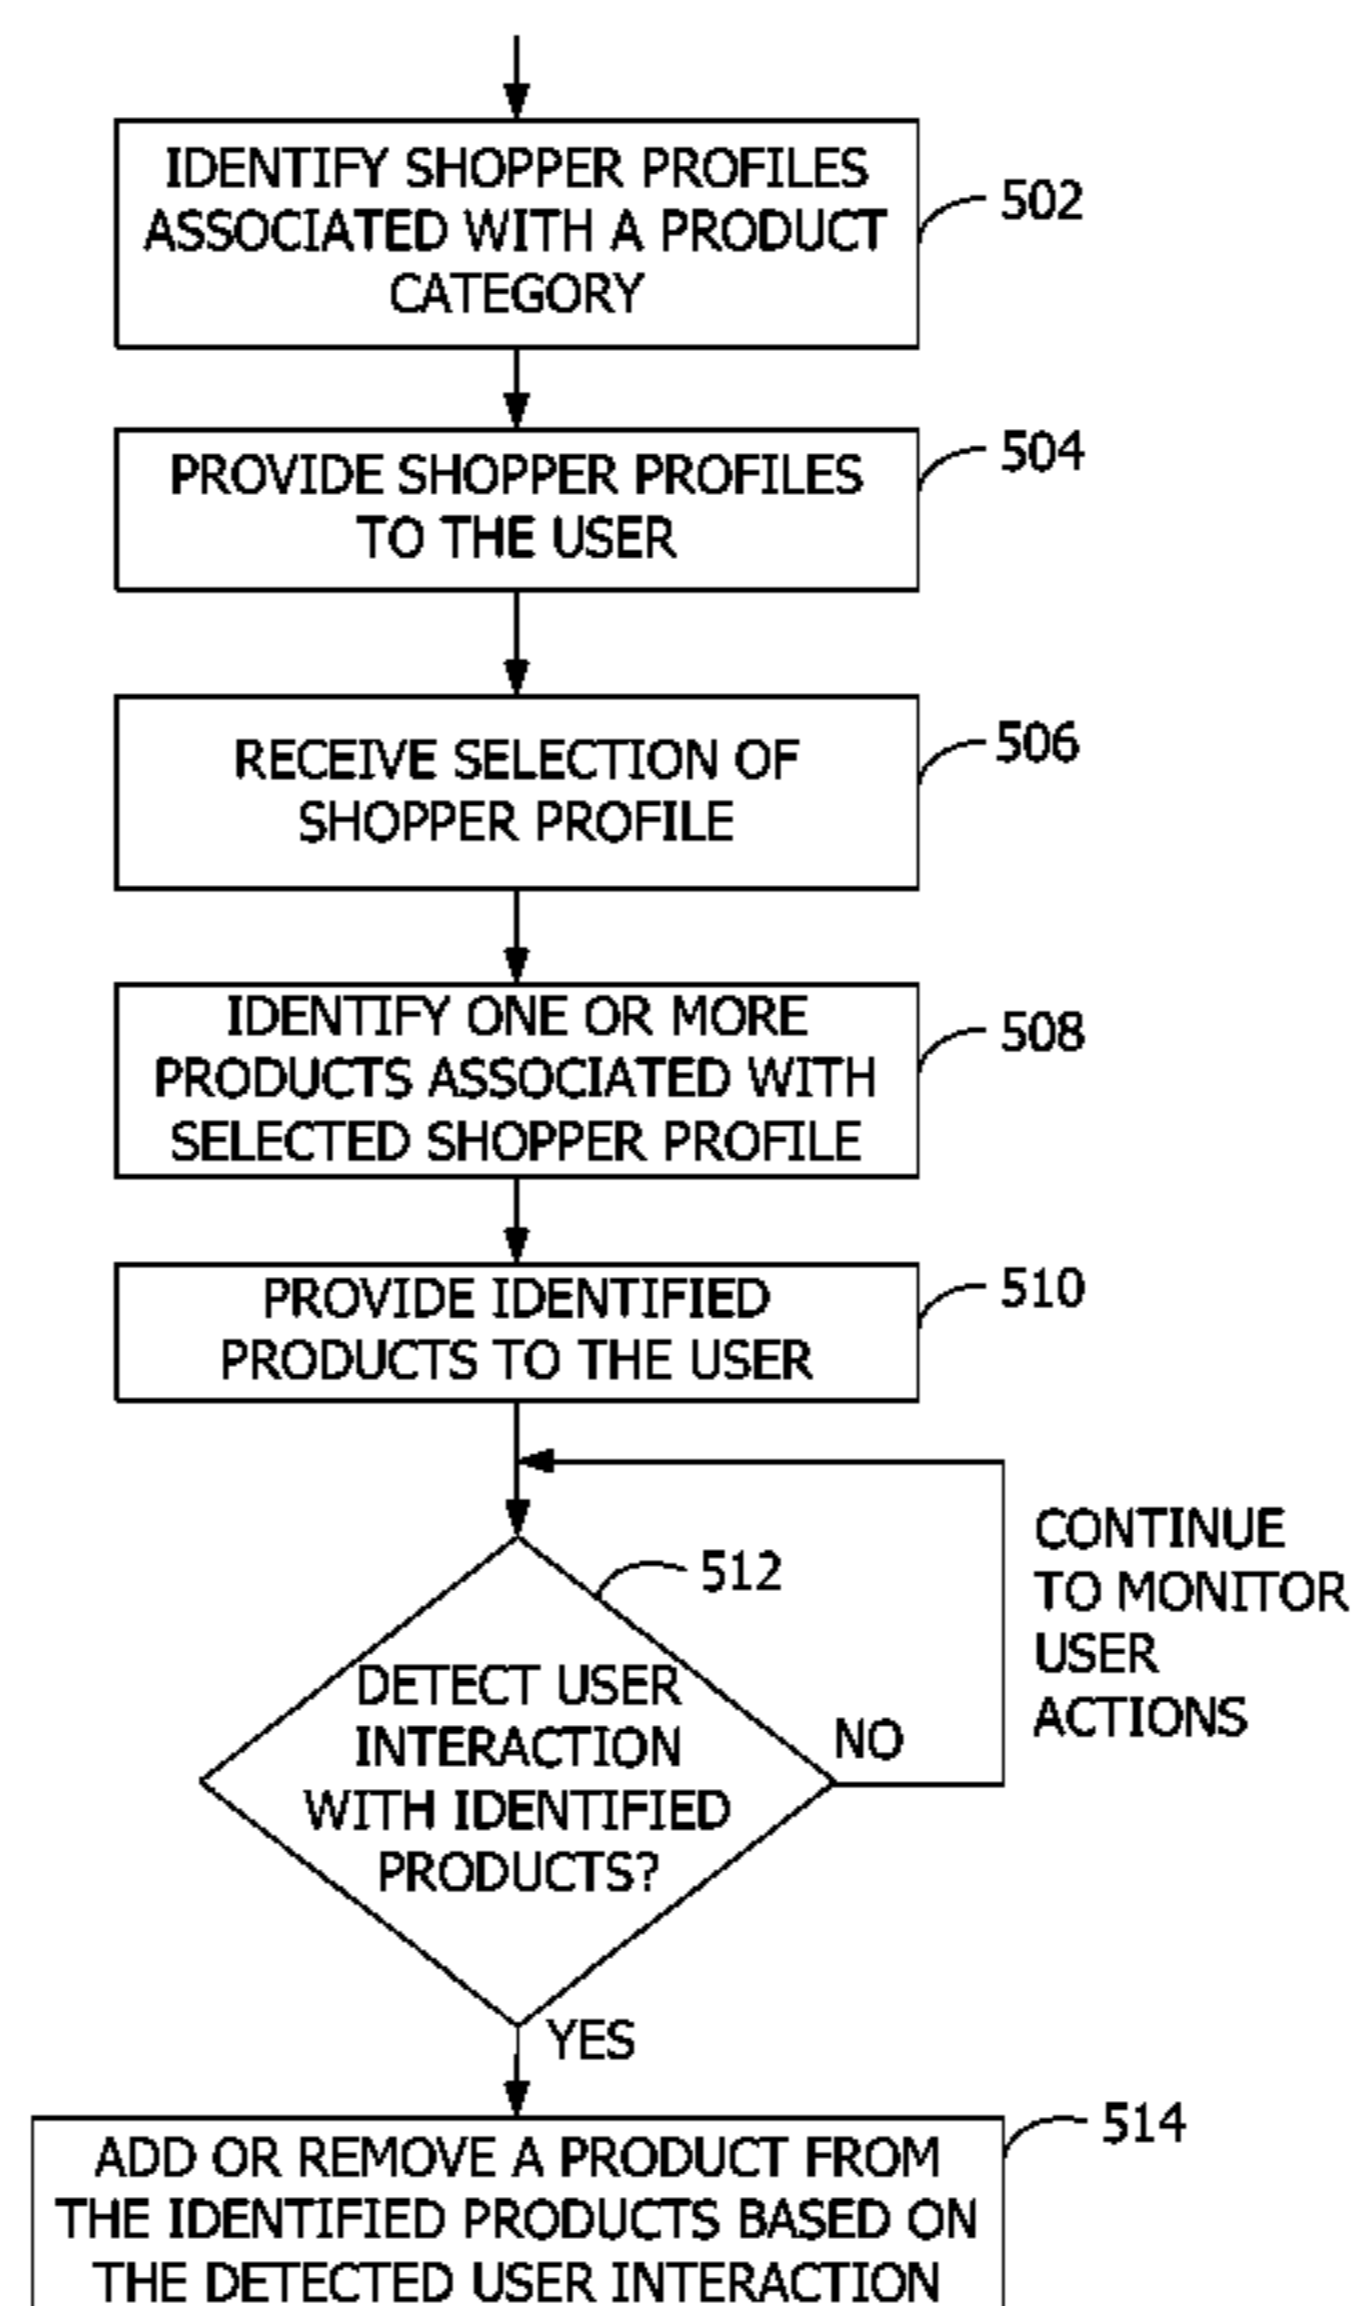 IDENTIFY SHOPPER PROFILES
ASSOCIATED WITH A PRODUCT
CATEGORY
502
PROVIDE SHOPPER PROFILES
TO THE USER
504
RECEIVE SELECTION OF
SHOPPER PROFILE
506
IDENTIFY ONE OR MORE
PRODUCTS ASSOCIATED WITH
SELECTED SHOPPER PROFILE
508
PROVIDE IDENTIFIED
PRODUCTS TO THE USER
510
512
DETECT USER
INTERACTION
WITH IDENTIFIED
PRODUCTS?
NO
CONTINUE
TO MONITOR
USER
ACTIONS
YES
514
ADD OR REMOVE A PRODUCT FROM
THE IDENTIFIED PRODUCTS BASED ON
THE DETECTED USER INTERACTION